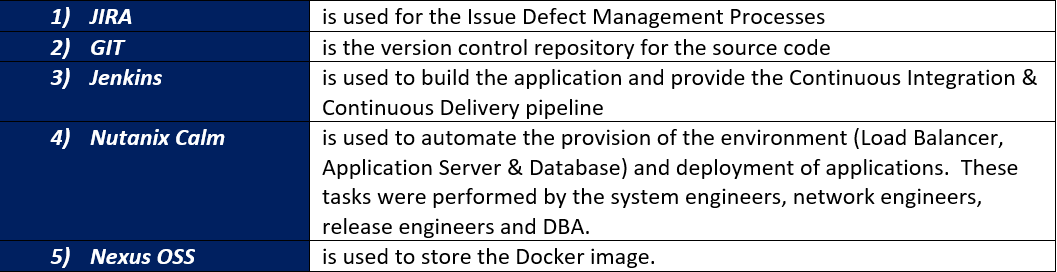 1) JIRA is used for the Issue Defect Management Processes
2) GIT is the version control repository for the source code
3) Jenkins is used to build the application and provide the Continuous Integration &
Continuous Delivery pipeline
4) Nutanix Calm is used to automate the provision of the environment (Load Balancer,
Application Server & Database) and deployment of applications.  These
tasks were performed by the system engineers, network engineers,
release engineers and DBA.
5) Nexus OSS is used to store the Docker image.